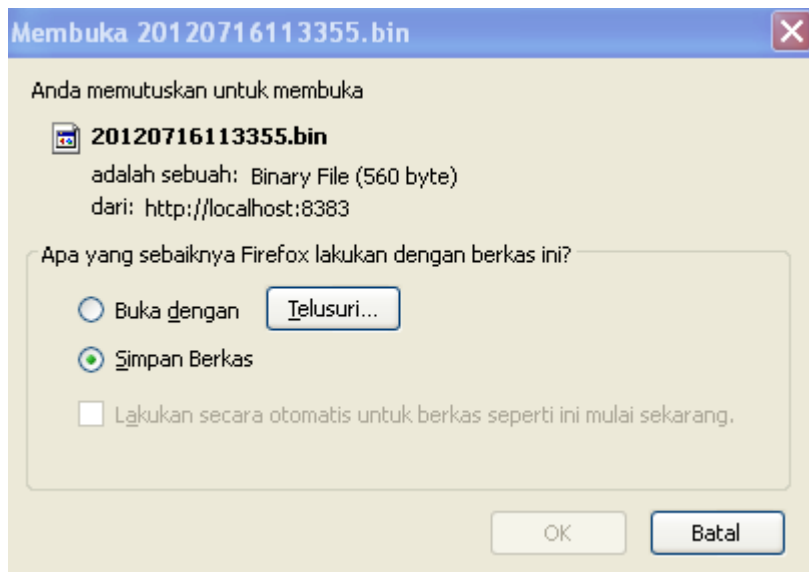 Membuka 20120716113355.bin
Anda memutuskan untuk membuka
20120716113355.bin
adalah sebuah: Binary File (560 byte)
dari: http://localhost:8383
Apa yang sebaiknya Firefox lakukan dengan berkas ini?
Buka dengan Telusuri...
Simpan Berkas
Lakukan secara otomatis untuk berkas seperti ini mulai sekarang.
OK Batal